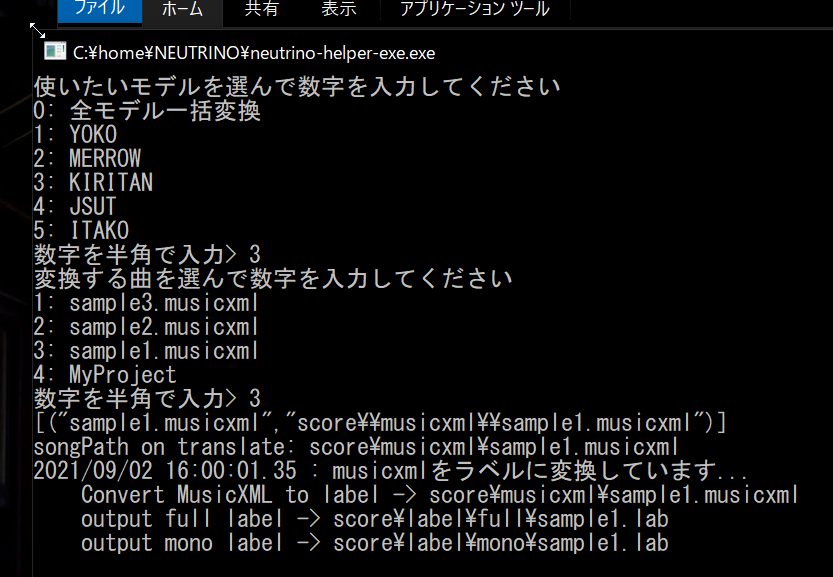 ファイル ホーム 共有 表示 アプリケーション ツール
C:¥home¥NEUTRINO¥neutrino-helper-exe.exe
使いたいモデルを選んで数字を入力してください
0: 全モデル一括変換
1: YOKO
2: MERROW
3: KIRITAN
4: JSUT
5: ITAKO
数字を半角で入力> 3
変換する曲を選んで数字を入力してください
1: sample3.musicxml
2: sample2.musicxml
3: sample1.musicxml
4: MyProject
数字を半角で入力> 3
[("sample1.musicxml","score¥¥musicxml¥¥sample1.musicxml")]
songPath on translate: score¥musicxml¥sample1.musicxml
2021/09/02 16:00:01.35 : musicxmlをラベルに変換しています...
    Convert MusicXML to label -> score¥musicxml¥sample1.musicxml
    output full label -> score¥label¥full¥sample1.lab
    output mono label -> score¥label¥mono¥sample1.lab